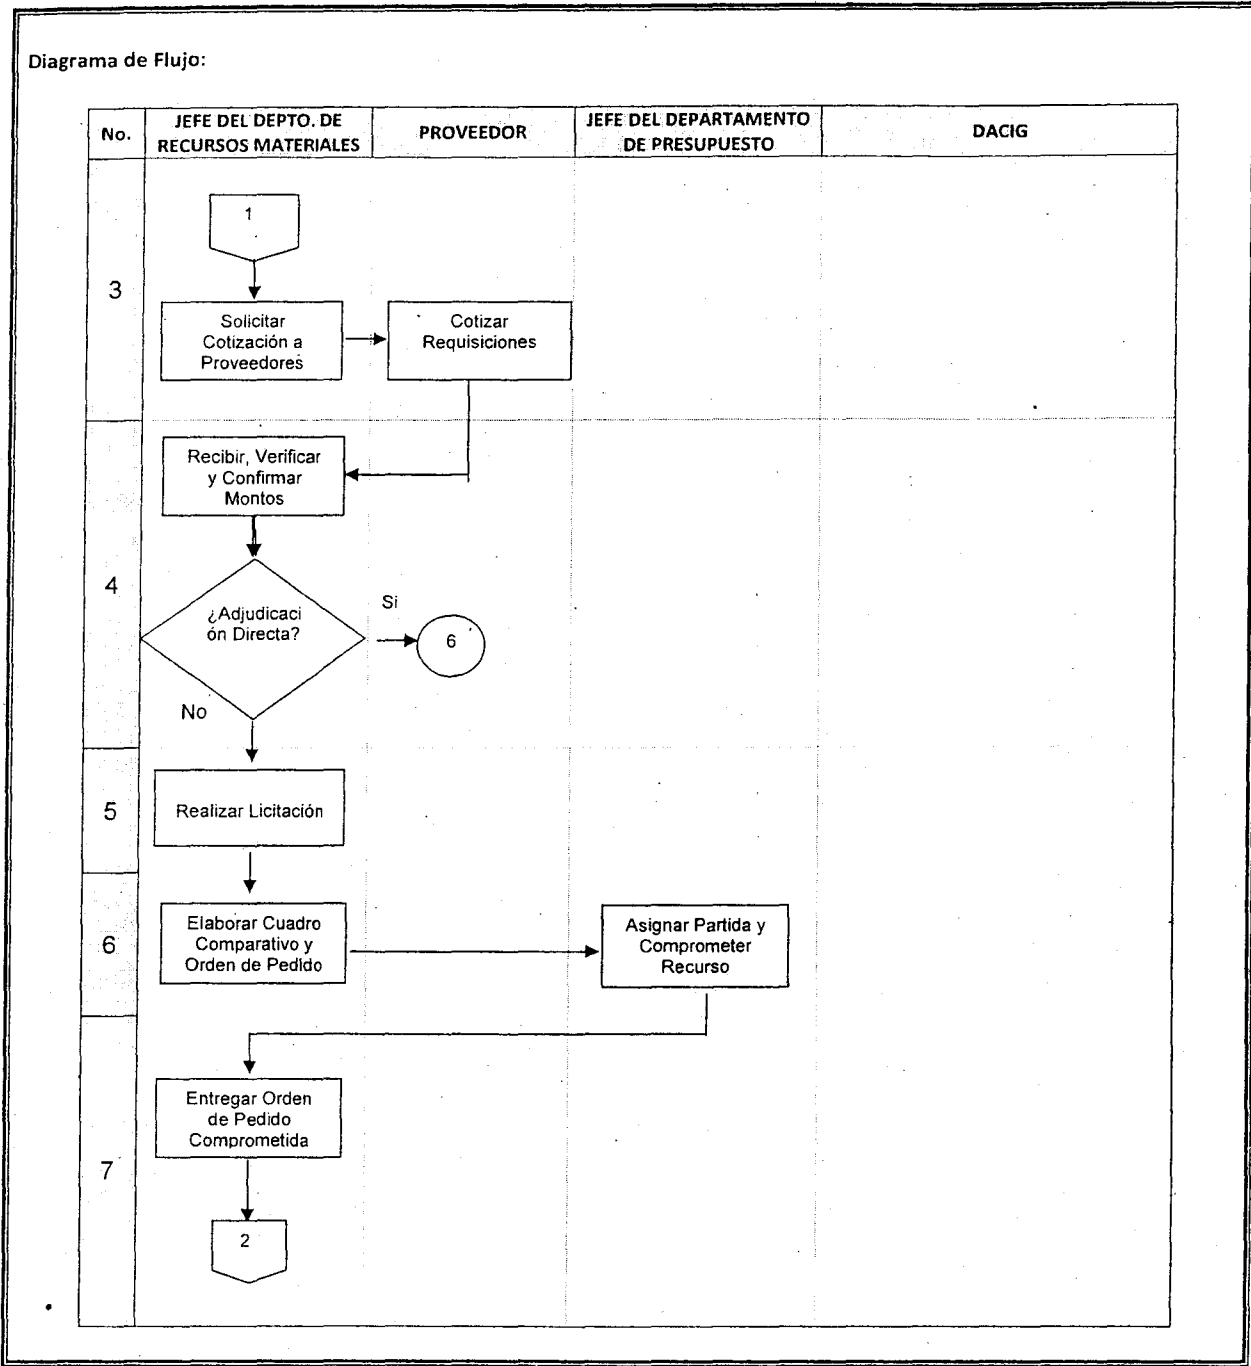 Diagrama de Flujo:
No.
JEFE DEL DEPTO. DE
RECURSOS MATERIALES
PROVEEDOR
JEFE DEL DEPARTAMENTO
DE PRESUPUESTO
DACIG
3
1
Solicitar
Cotización a
Proveedores
Cotizar
Requisiciones
4
Recibir, Verificar
y Confirmar
Montos
¿Adjudicaci
ón Directa?
Si
6
No
5
Realizar Licitación
6
Elaborar Cuadro
Comparativo y
Orden de Pedido
Asignar Partida y
Comprometer
Recurso
7
Entregar Orden
de Pedido
Comprometida
2